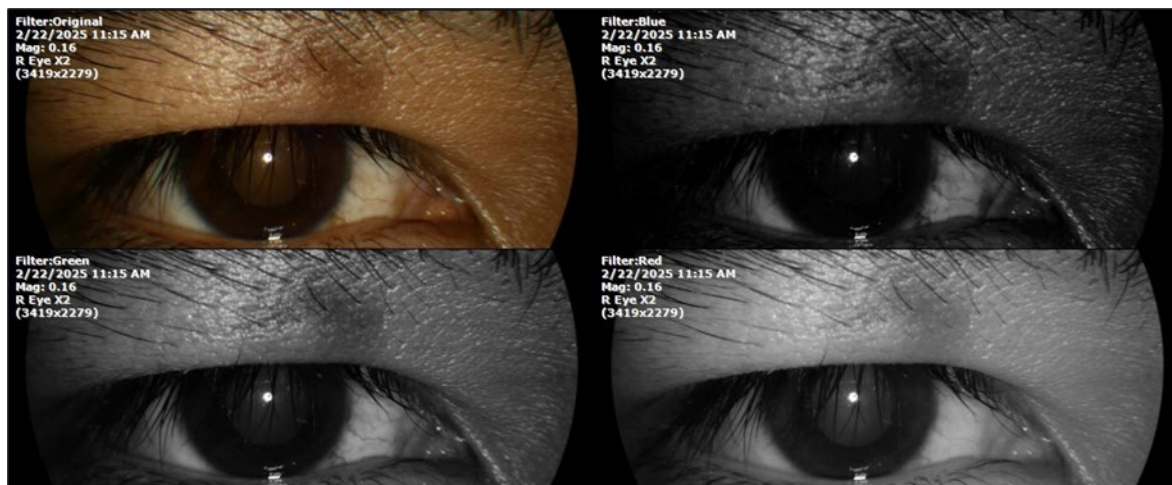 Filter:Original
2/22/2025 11:15 AM
Mag: 0.16
R Eye X2
(3419x2279)
Filter:Blue
2/22/2025 11:15 AM
Mag: 0.16
R Eye X2
(3419x2279)
Filter:Green
2/22/2025 11:15 AM
Mag: 0.16
R Eye X2
(3419x2279)
Filter:Red
2/22/2025 11:15 AM
Mag: 0.16
R Eye X2
(3419x2279)